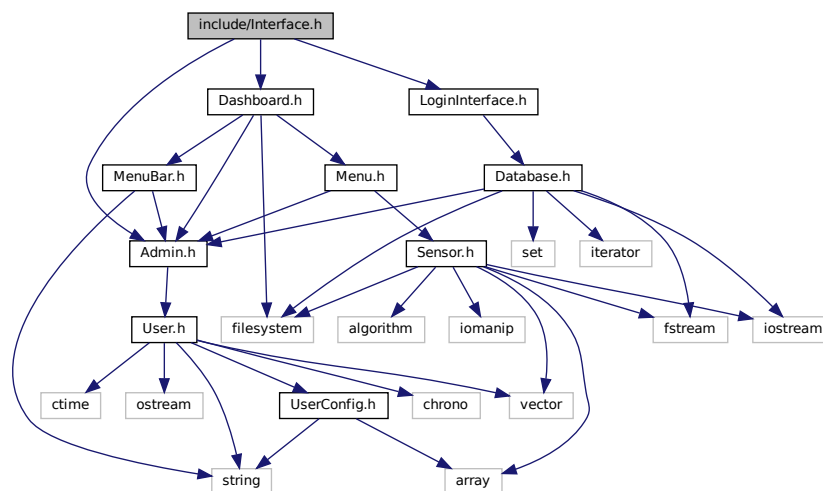 include/Interface.h
Dashboard.h
LoginInterface.h
MenuBar.h
Menu.h
Database.h
Admin.h
Sensor.h
set
iterator
User.h
filesystem
algorithm
iomanip
fstream
iostream
ctime
ostream
UserConfig.h
chrono
vector
string
array